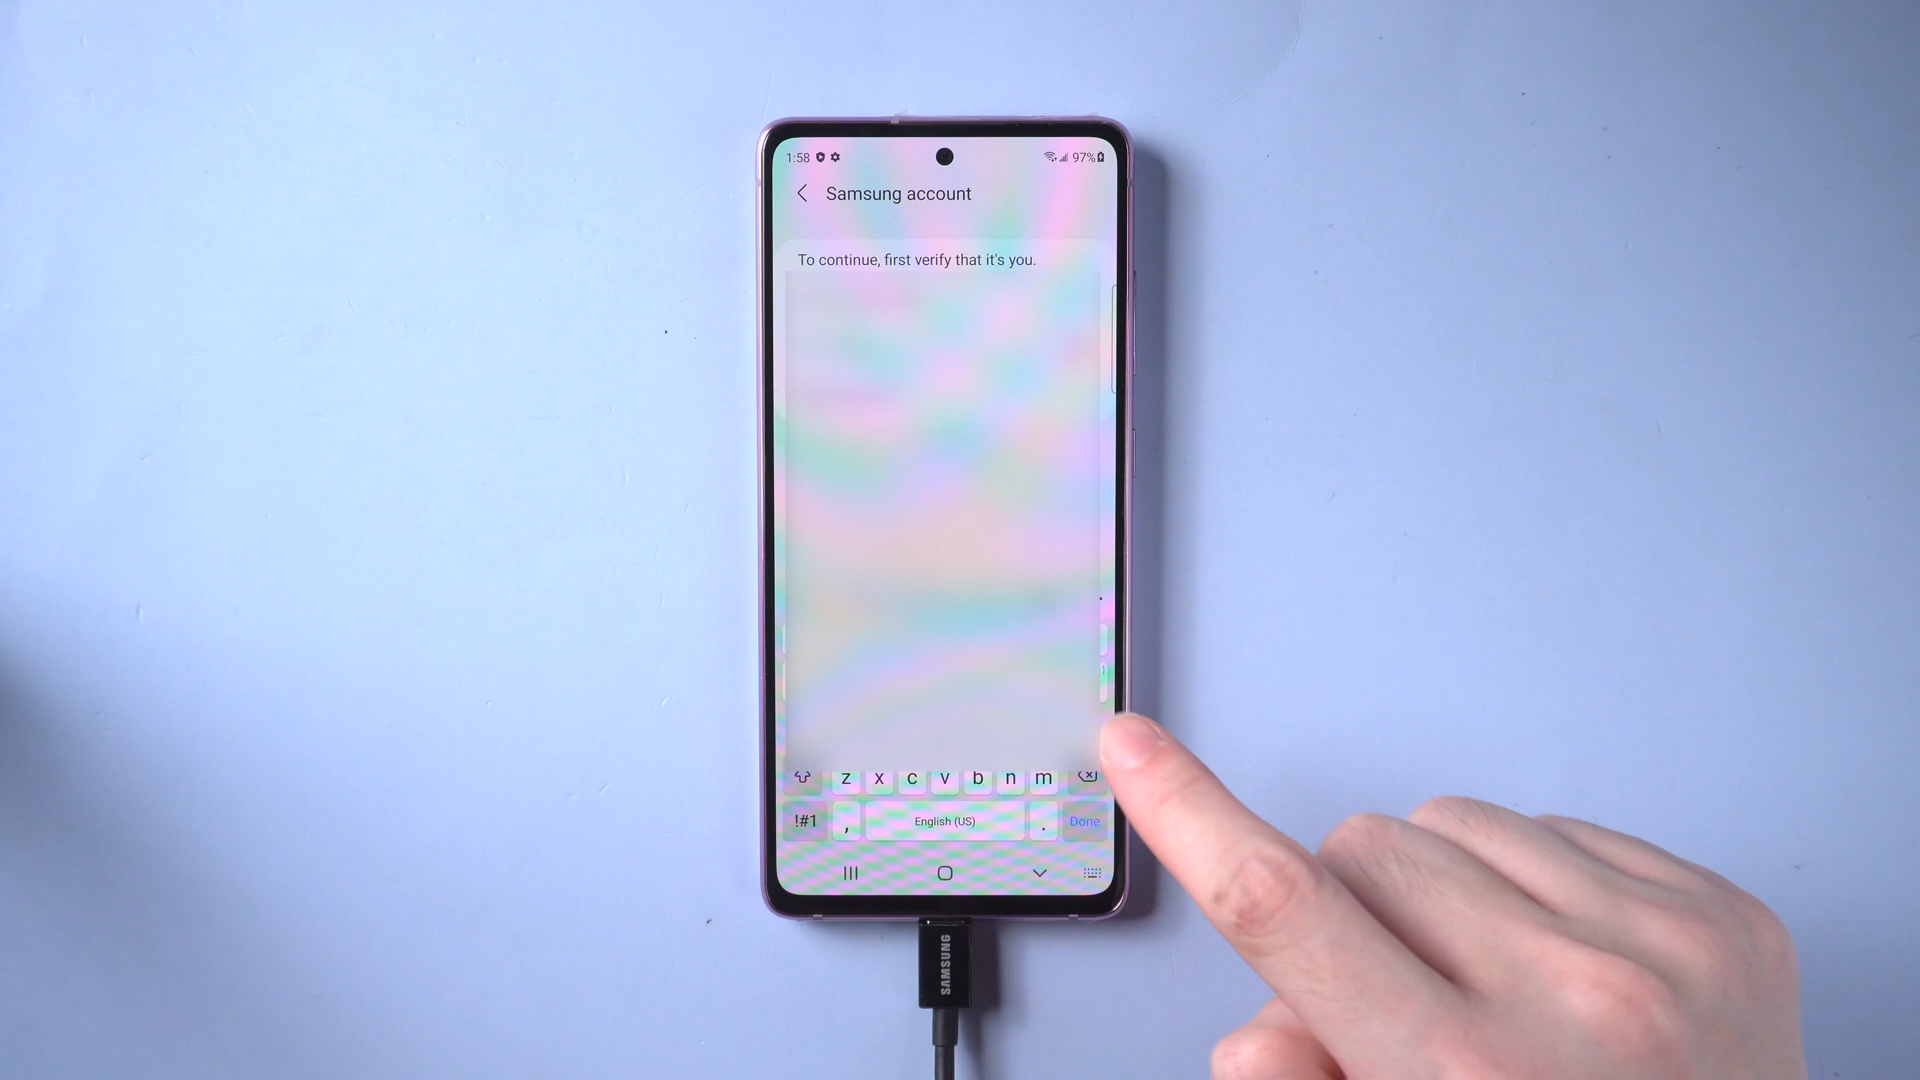 1:58 97%
Samsung account
To continue, first verify that it's you.
z x c v b n m
!#1 , English (US) . Done
SAMSUNG